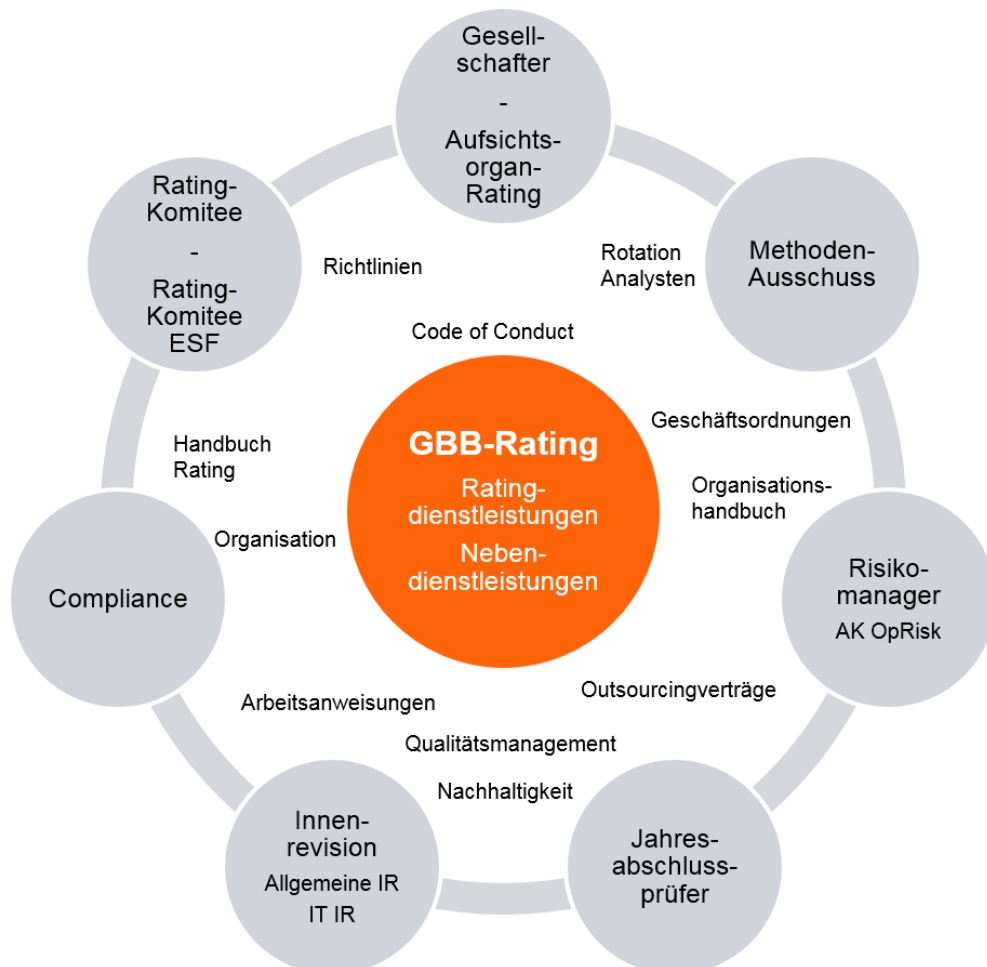 Gesell-
schafter
-
Aufsichts-
organ-
Rating
Rating-
Komitee
-
Rating-
Komitee
ESF
Methoden-
Ausschuss
Richtlinien
Rotation
Analysten
Code of Conduct
GBB-Rating
Rating-
dienstleistungen
Neben-
dienstleistungen
Geschäftsordnungen
Handbuch
Rating
Organisations-
handbuch
Organisation
Compliance
Risiko-
manager
AK OpRisk
Arbeitsanweisungen
Outsourcingverträge
Qualitätsmanagement
Nachhaltigkeit
Innen-
revision
Allgemeine IR
IT IR
Jahres-
abschluss-
prüfer